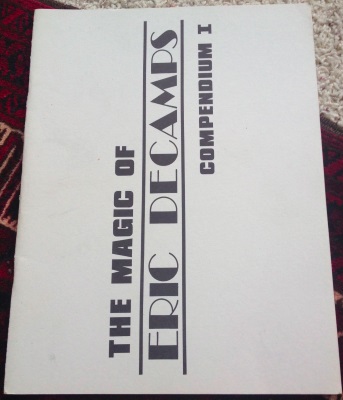 THE MAGIC OF
ERIC DECAMPS
COMPENDIUM I